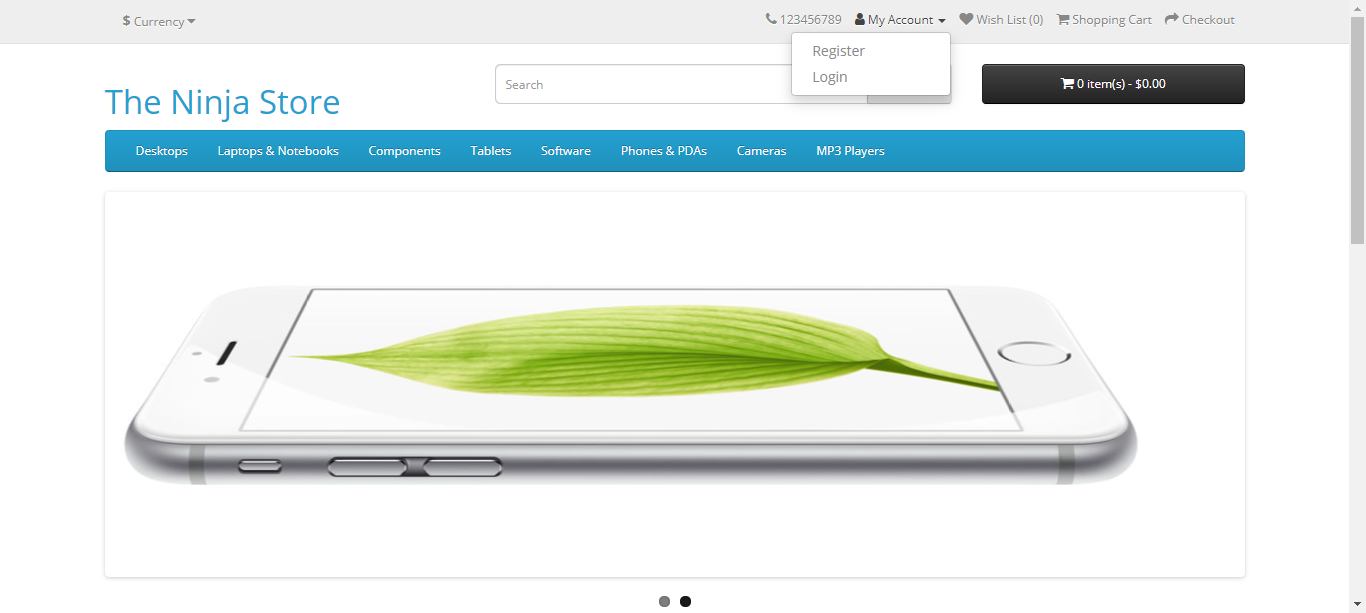 $ Currency
123456789 My Account Wish List (0) Shopping Cart Checkout
Register
Login
The Ninja Store
Search
0 item(s) - $0.00
Desktops Laptops & Notebooks Components Tablets Software Phones & PDAs Cameras MP3 Players